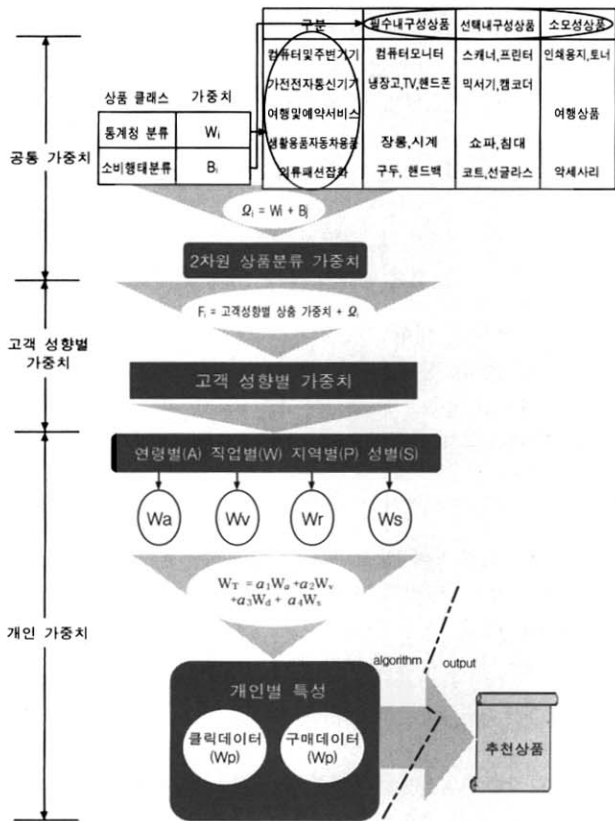 구분 필수내구성상품 선택내구성상품 소모성상품
컴퓨터및주변기기 컴퓨터모니터 스캐너,프린터 인쇄용지,토너
가전전자통신기기 냉장고,TV,핸드폰 믹서기,캠코더
여행및예약서비스 여행상품
생활용품자동차용품 장롱,시계 쇼파,침대
의류패션잡화 구두, 핸드백 코트,선글라스 악세사리
상품 클래스 가중치
통계청 분류 Wi
소비행태분류 Bi
공통 가중치
Ωi = Wi + Bj
2차원 상품분류 가중치
Fi = 고객성향별 상춤 가중치 + Ωi
고객 성향별
가중치
고객 성향별 가중치
연령별(A) 직업별(W) 지역별(P) 성별(S)
Wa Wv Wr Ws
WT = a1Wa +a2Wv
+a3Wd + a4Ws
개인 가중치
algorithm output
개인별 특성
클릭데이터 구매데이터
(Wp) (Wp)
추천상품